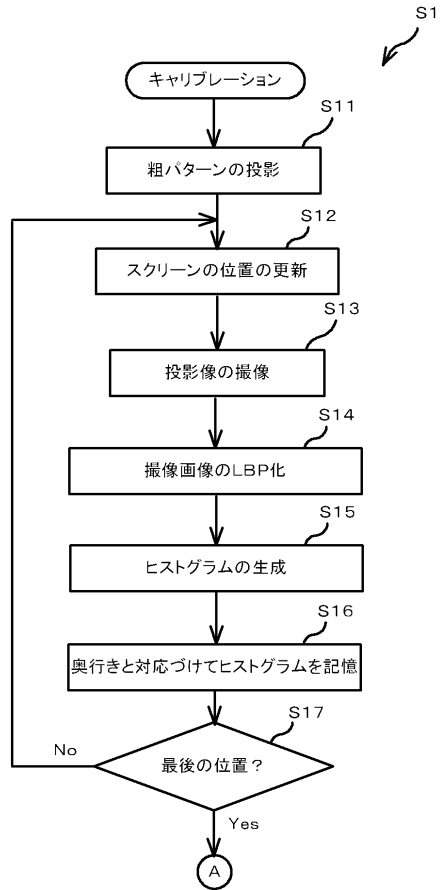 S1
キャリブレーション
S11
粗パターンの投影
S12
スクリーンの位置の更新
S13
投影像の撮像
S14
撮像画像のLBP化
S15
ヒストグラムの生成
S16
奥行きと対応づけてヒストグラムを記憶
S17
No
最後の位置？
Yes
A